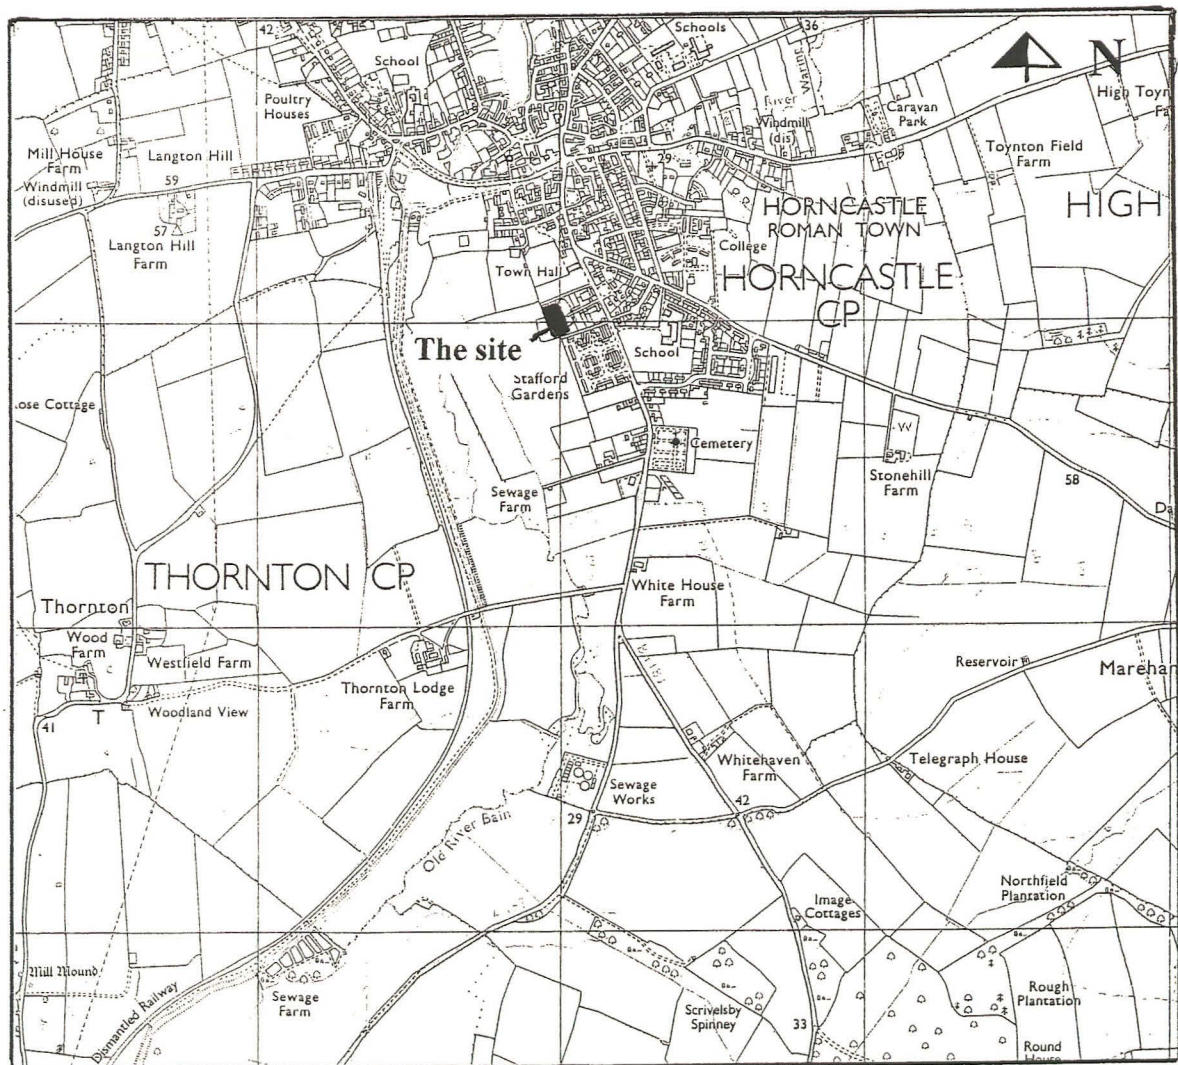 42
Schools
36
School
N
Poultry
Houses
River
Waring
Caravan
Park
High Toyn
Fa
Windmill
(dis)
Mill House
Farm
Langton Hill
29
Toynton Field
Farm
Windmill
(disused)
59
HORNCASTLE
ROMAN TOWN
HIGH
57
Langton Hill
Farm
College
Town Hall
HORNCASTLE
CP
The site
School
Stafford
Gardens
ose Cottage
Cemetery
Stonehill
Farm
58
Sewage
Farm
Da
THORNTON CP
White House
Farm
Thornton
Wood
Farm
Westfield Farm
Reservoir
Mareham
Thornton Lodge
Farm
T
Woodland View
41
Whitehaven
Farm
Telegraph House
Sewage
Works
42
29
Old River Bain
Northfield
Plantation
Image
Cottages
Mill Mound
Dismantled Railway
Sewage
Farm
Rough
Plantation
Scrivelsby
Spinney
33
Round
House